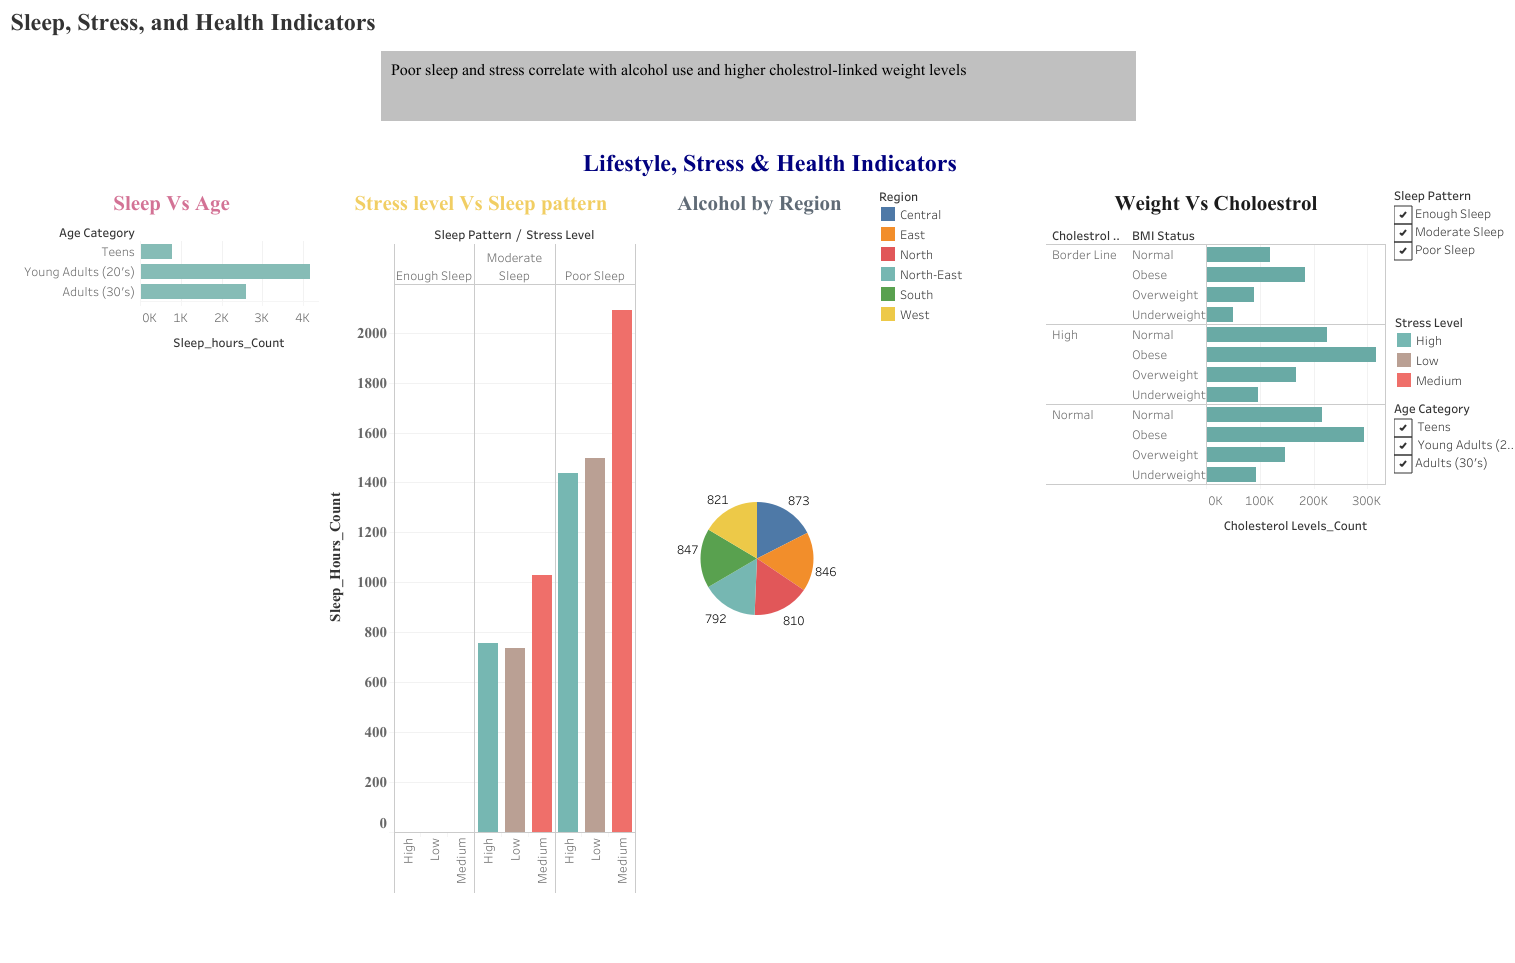 Sleep, Stress, and Health Indicators
Poor sleep and stress correlate with alcohol use and higher cholestrol-linked weight levels
Lifestyle, Stress & Health Indicators
Sleep Vs Age
Age Category
Teens
Young Adults (20's)
Adults (30's)
0K 1K 2K 3K 4K
Sleep_hours_Count
Stress level Vs Sleep pattern
Sleep Pattern / Stress Level
Enough Sleep
Moderate
Sleep
Poor Sleep
Sleep_Hours_Count
2000
1800
1600
1400
1200
1000
800
600
400
200
0
High Low Medium High Low Medium High Low Medium
Alcohol by Region
821 873
847 846
792 810
Region
Central
East
North
North-East
South
West
Weight Vs Choloestrol
Cholestrol .. BMI Status
Border Line Normal
Obese
Overweight
Underweight
High Normal
Obese
Overweight
Underweight
Normal Normal
Obese
Overweight
Underweight
0K 100K 200K 300K
Cholesterol Levels_Count
Sleep Pattern
Enough Sleep
Moderate Sleep
Poor Sleep
Stress Level
High
Low
Medium
Age Category
Teens
Young Adults (2..
Adults (30's)